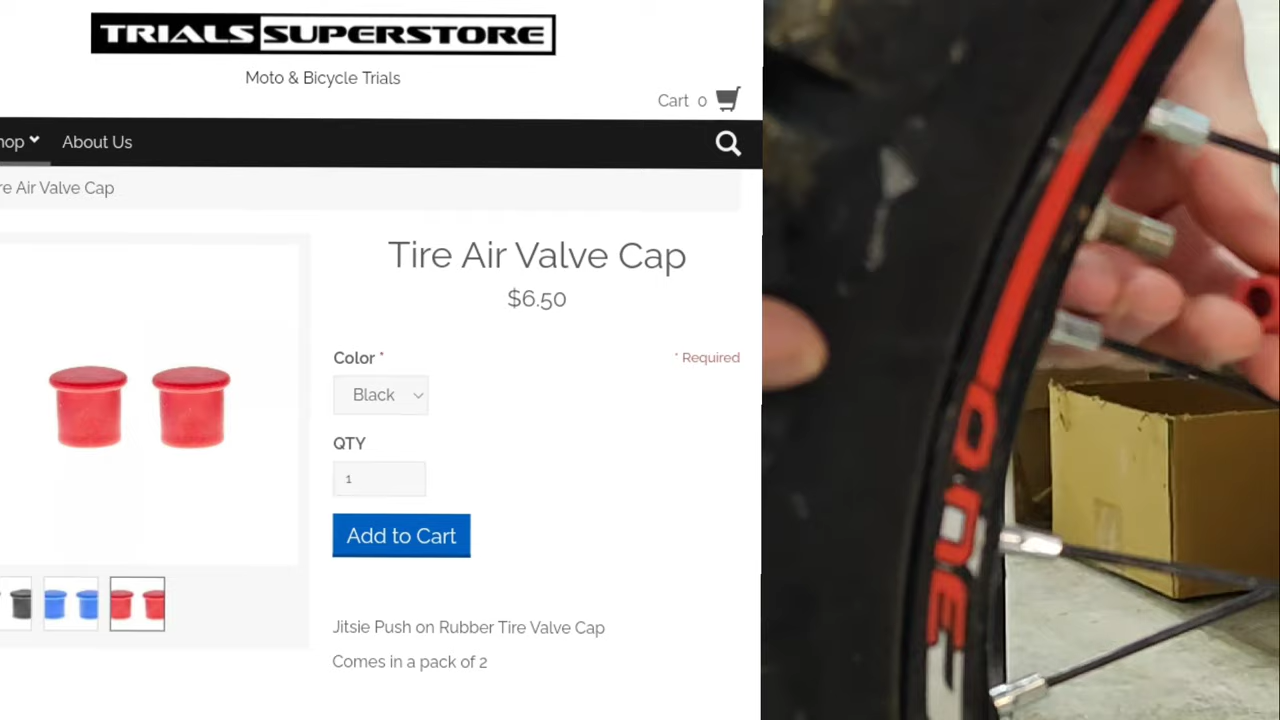 TRIALS SUPERSTORE
Moto & Bicycle Trials
Cart 0
About Us
Air Valve Cap
Tire Air Valve Cap
$6.50
Color *
* Required
Black
QTY
1
Add to Cart
Jitsie Push on Rubber Tire Valve Cap
Comes in a pack of 2
ONE